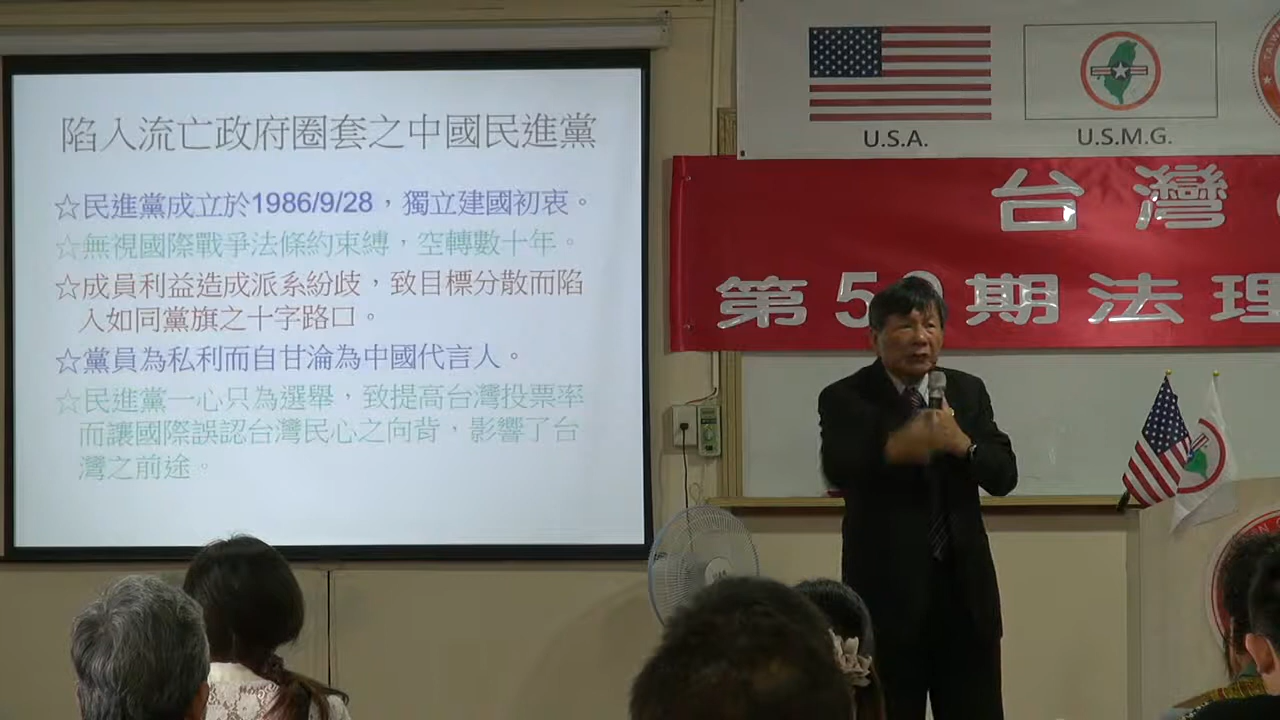 陷入流亡政府圈套之中國民進黨
☆民進黨成立於1986/9/28，獨立建國初衷。
☆無視國際戰爭法條約束縛，空轉數十年。
☆成員利益造成派系紛歧，致目標分散而陷
入如同黨旗之十字路口。
☆黨員為私利而自甘淪為中國代言人。
☆民進黨一心只為選舉，致提高台灣投票率
而讓國際誤認台灣民心之向背，影響了台
灣之前途。
U.S.A.
U.S.M.G.
台灣
第5 期法理